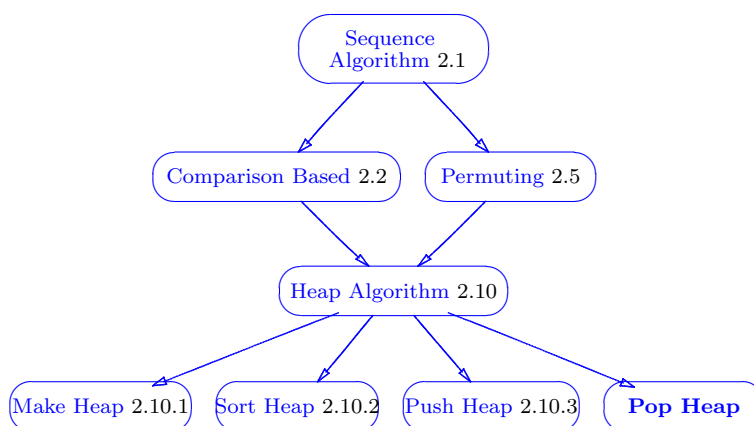 Sequence
Algorithm 2.1
Comparison Based 2.2
Permuting 2.5
Heap Algorithm 2.10
Make Heap 2.10.1
Sort Heap 2.10.2
Push Heap 2.10.3
Pop Heap